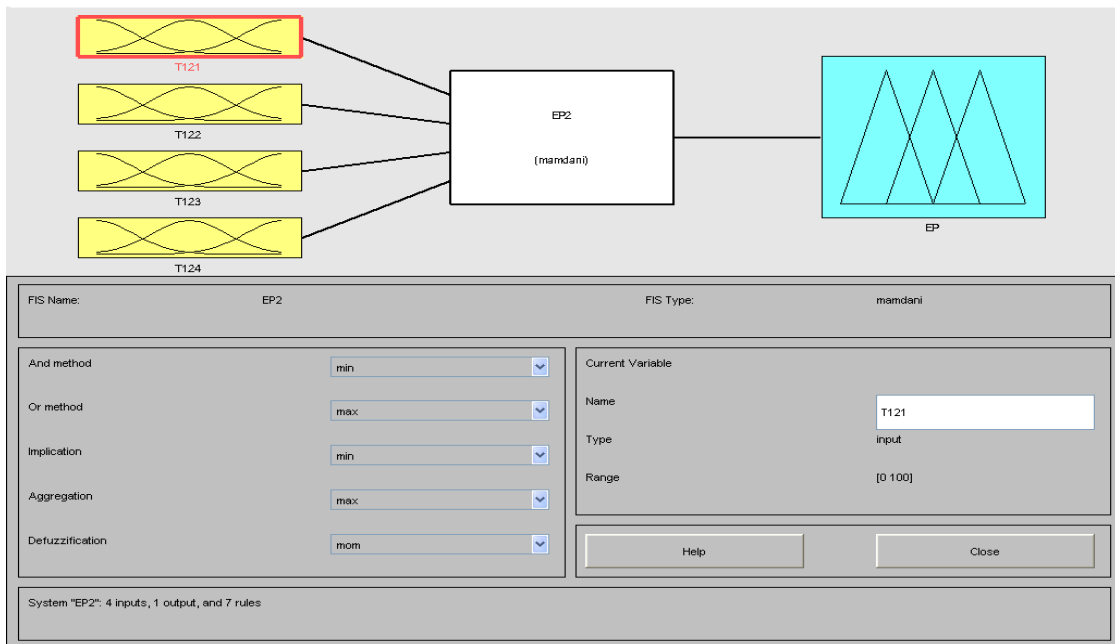 T121
T122
T123
T124
EP2
(mamdani)
EP
FIS Name: EP2 FIS Type: mamdani
And method min
Or method max
Implication min
Aggregation max
Defuzzification mom
Current Variable
Name T121
Type input
Range [0 100]
Help Close
System "EP2": 4 inputs, 1 output, and 7 rules